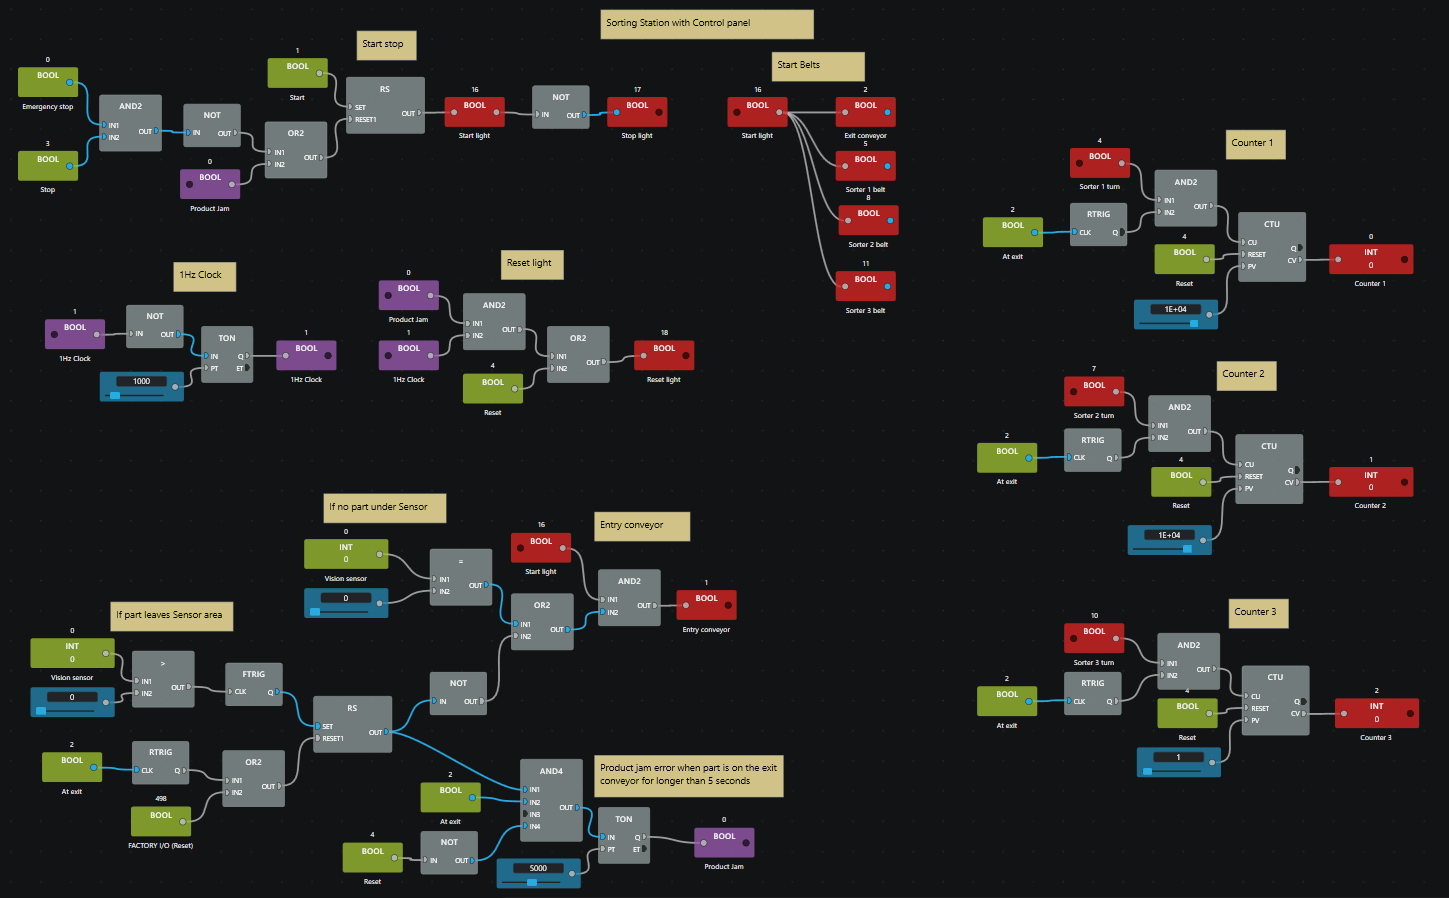 Sorting Station with Control panel
Start stop
0
BOOL
Emergency stop
3
BOOL
Stop
AND2
IN1
IN2
OUT
NOT
IN
OUT
0
BOOL
Product Jam
OR2
IN1
IN2
OUT
1
BOOL
Start
RS
SET
RESET1
OUT
16
BOOL
Start light
NOT
IN
OUT
17
BOOL
Stop light
Start Belts
16
BOOL
Start light
2
BOOL
Exit conveyor
5
BOOL
Sorter 1 belt
8
BOOL
Sorter 2 belt
11
BOOL
Sorter 3 belt
1Hz Clock
1
BOOL
1Hz Clock
NOT
IN
OUT
1000
TON
IN
PT
Q
ET
1
BOOL
1Hz Clock
Reset light
0
BOOL
Product Jam
1
BOOL
1Hz Clock
AND2
IN1
IN2
OUT
4
BOOL
Reset
OR2
IN1
IN2
OUT
18
BOOL
Reset light
Counter 1
4
BOOL
Sorter 1 turn
2
BOOL
At exit
RTRIG
CLK
Q
AND2
IN1
IN2
OUT
4
BOOL
Reset
1E+04
CTU
CU
RESET
PV
Q
CV
0
INT
0
Counter 1
Counter 2
7
BOOL
Sorter 2 turn
2
BOOL
At exit
RTRIG
CLK
Q
AND2
IN1
IN2
OUT
4
BOOL
Reset
1E+04
CTU
CU
RESET
PV
Q
CV
1
INT
0
Counter 2
Counter 3
10
BOOL
Sorter 3 turn
2
BOOL
At exit
RTRIG
CLK
Q
AND2
IN1
IN2
OUT
4
BOOL
Reset
1
CTU
CU
RESET
PV
Q
CV
2
INT
0
Counter 3
If no part under Sensor
0
INT
0
Vision sensor
0
=
IN1
IN2
OUT
OR2
IN1
IN2
OUT
Entry conveyor
16
BOOL
Start light
AND2
IN1
IN2
OUT
1
BOOL
Entry conveyor
If part leaves Sensor area
0
INT
0
Vision sensor
0
>
IN1
IN2
OUT
FTRIG
CLK
Q
2
BOOL
At exit
RTRIG
CLK
Q
498
BOOL
FACTORY I/O (Reset)
OR2
IN1
IN2
OUT
RS
SET
RESET1
OUT
NOT
IN
OUT
Product jam error when part is on the exit
conveyor for longer than 5 seconds
2
BOOL
At exit
4
BOOL
Reset
NOT
IN
OUT
AND4
IN1
IN2
IN3
IN4
OUT
5000
TON
IN
PT
Q
ET
0
BOOL
Product Jam